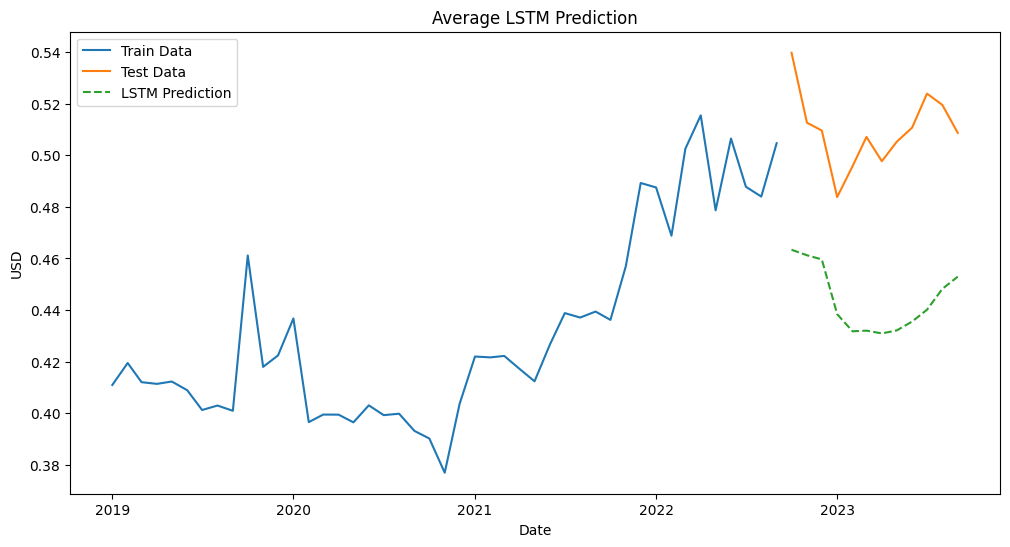 Average LSTM Prediction
Train Data
Test Data
LSTM Prediction
0.54
0.52
0.50
0.48
0.46
0.44
0.42
0.40
0.38
USD
2019 2020 2021 2022 2023
Date